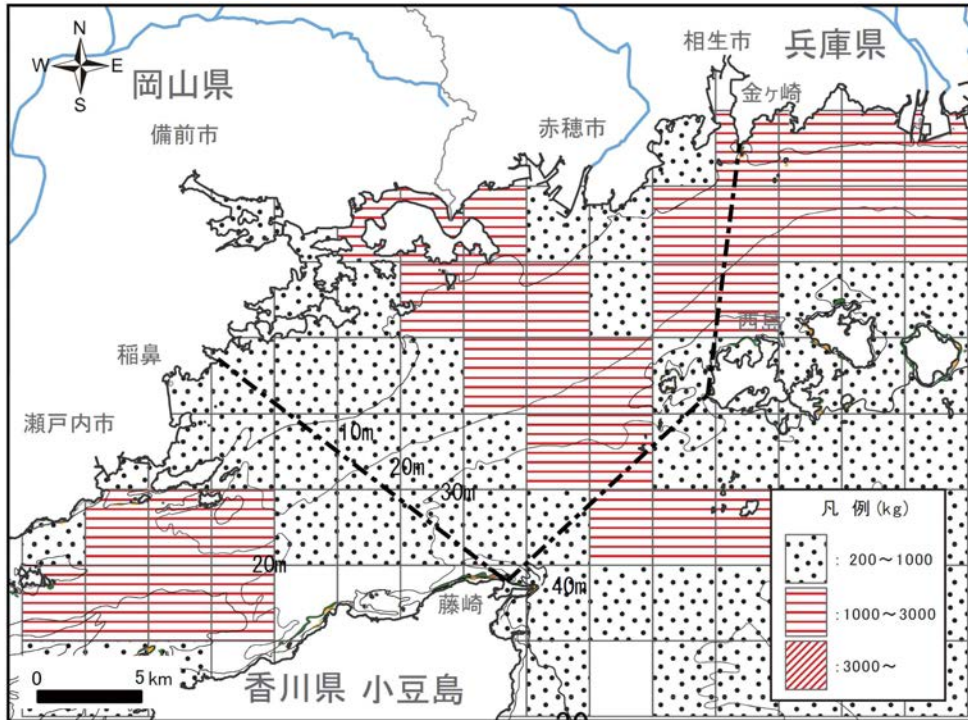 N
W
E
S
岡山県
備前市
相生市
兵庫県
金ヶ崎
赤穂市
稲鼻
西島
瀬戸内市
10m
20m
30m
20m
40m
藤崎
香川県 小豆島
0
5km
凡 例 (kg)
: 200～1000
: 1000～3000
: 3000～